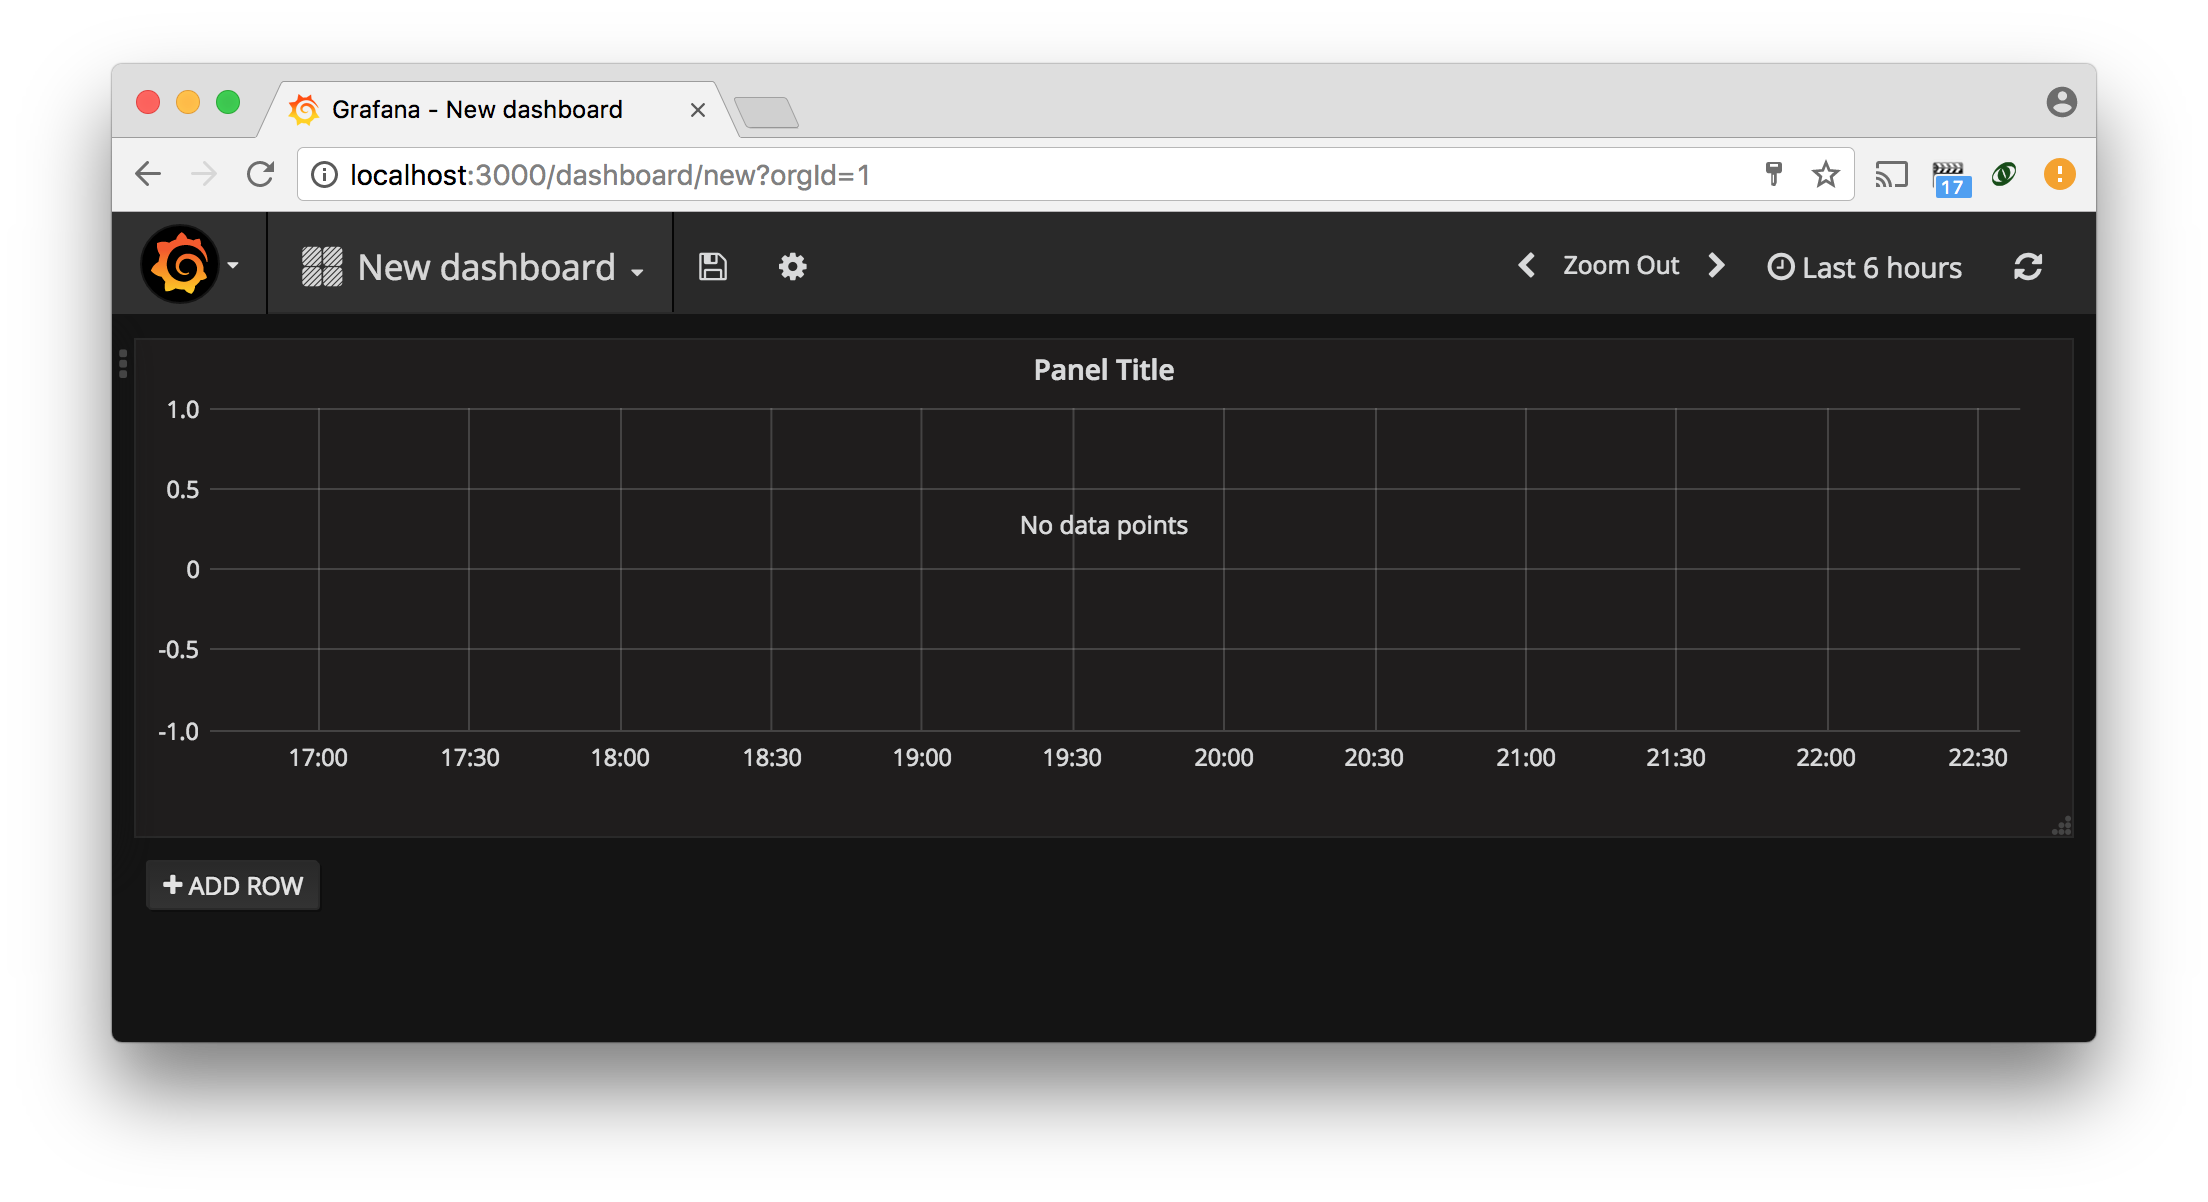 Grafana - New dashboard
localhost:3000/dashboard/new?orgId=1
17
New dashboard
Zoom Out
Last 6 hours
Panel Title
1.0
0.5
No data points
0
-0.5
-1.0
17:00 17:30 18:00 18:30 19:00 19:30 20:00 20:30 21:00 21:30 22:00 22:30
ADD ROW